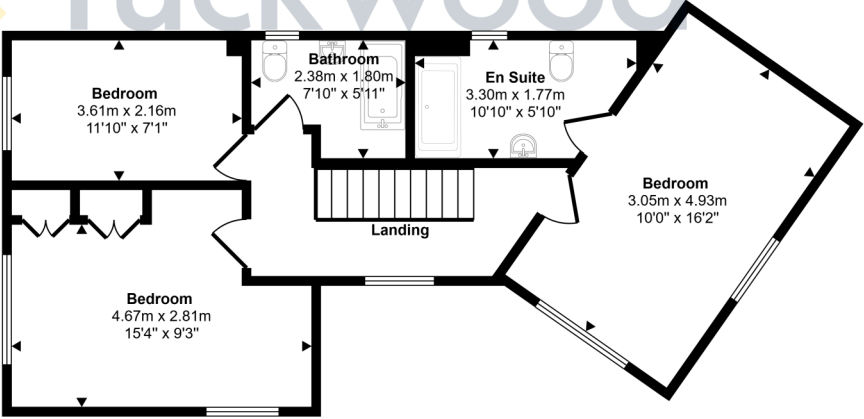 Tuckwood
Bathroom
2.38m x 1.80m
7'10" x 5'11"
En Suite
3.30m x 1.77m
10'10" x 5'10"
Bedroom
3.61m x 2.16m
11'10" x 7'1"
Bedroom
3.05m x 4.93m
10'0" x 16'2"
Landing
Bedroom
4.67m x 2.81m
15'4" x 9'3"